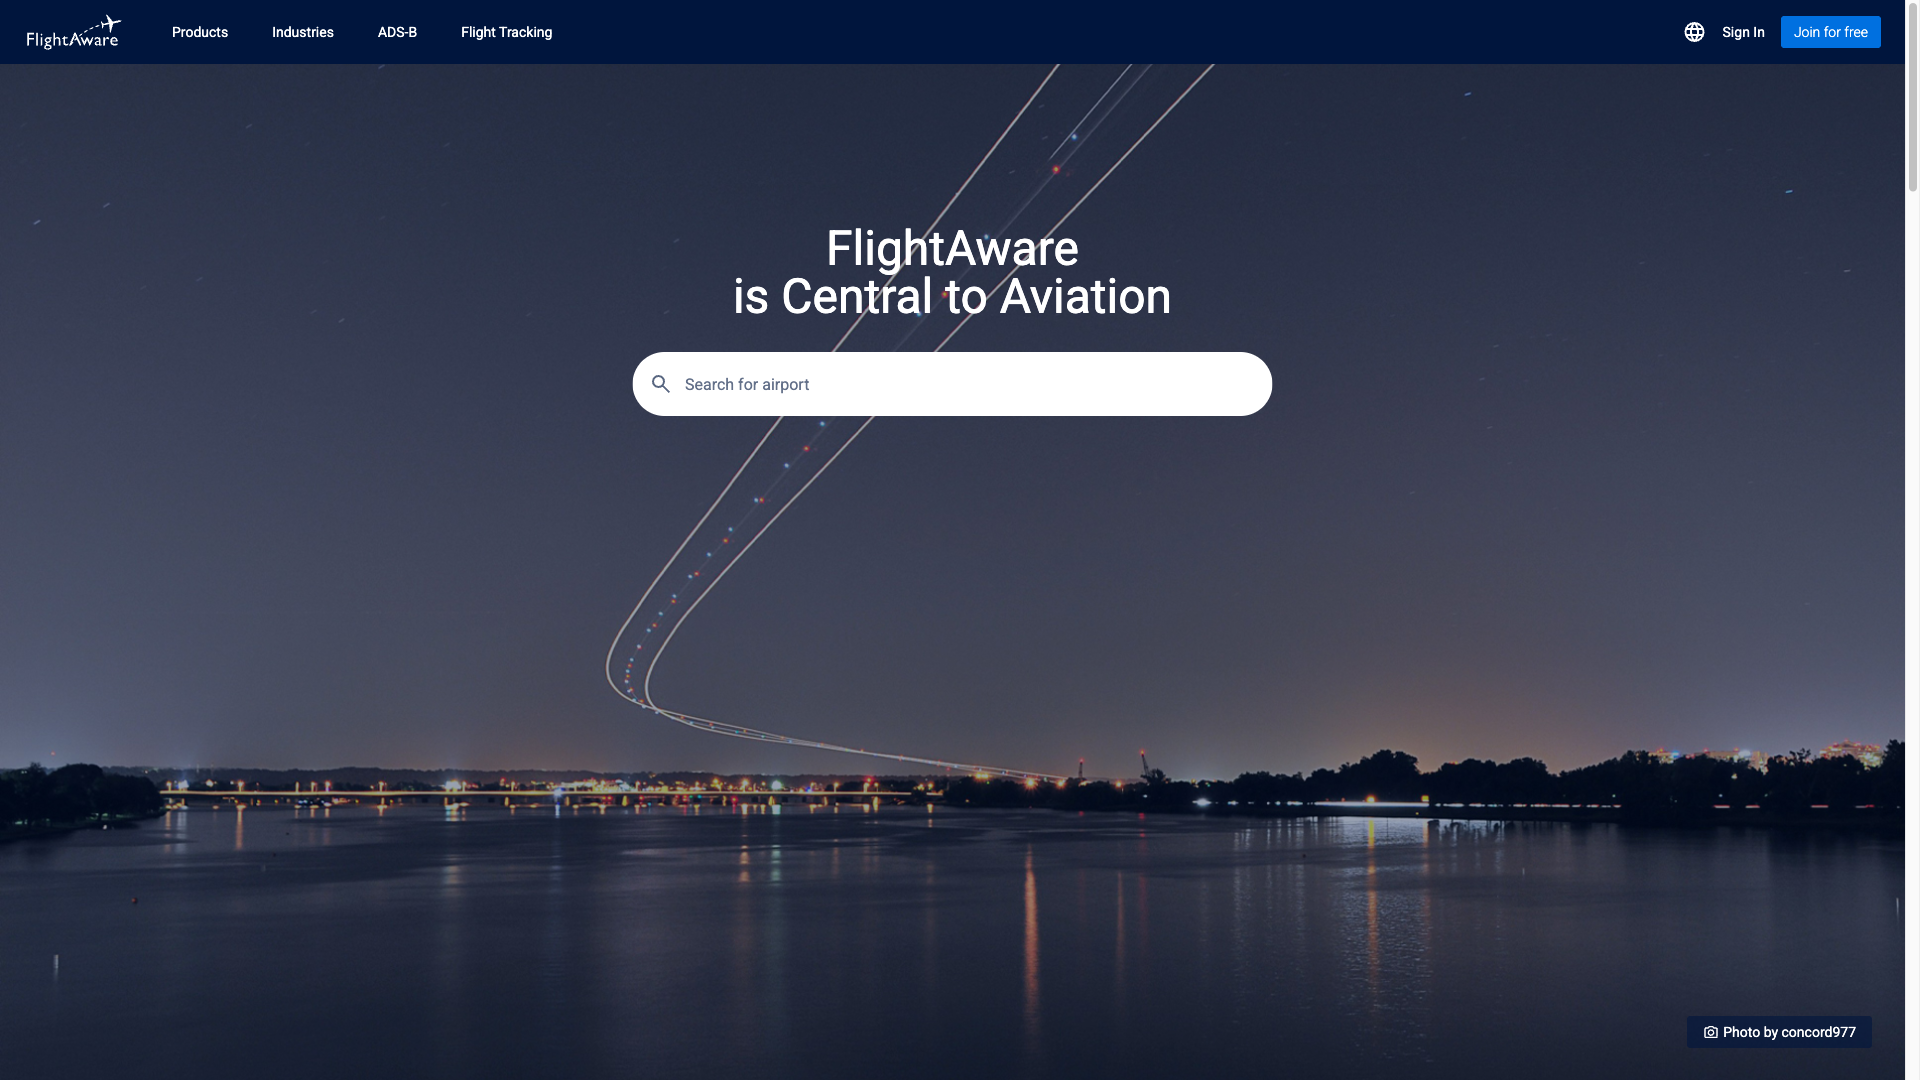 FlightAware
Products
Industries
ADS-B
Flight Tracking
Sign In
Join for free
FlightAware
is Central to Aviation
Search for airport
Photo by concord977